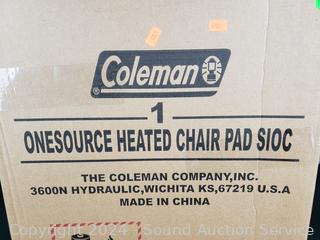 Coleman
1
ONESOURCE HEATED CHAIR PAD SIOC
THE COLEMAN COMPANY,INC.
3600N HYDRAULIC,WICHITA KS,67219 U.S.A
MADE IN CHINA
Copyright 2024 - Sound Auction Service